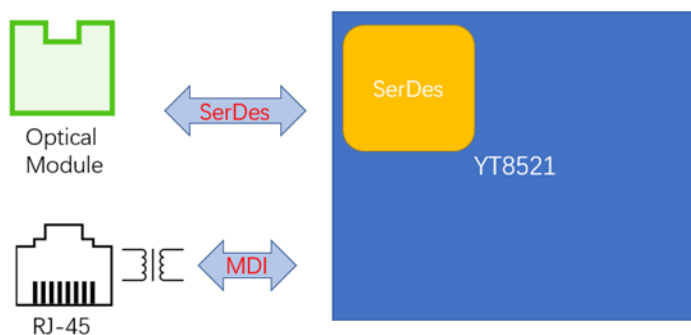 Optical
Module
SerDes
SerDes
YT8521
MDI
RJ-45